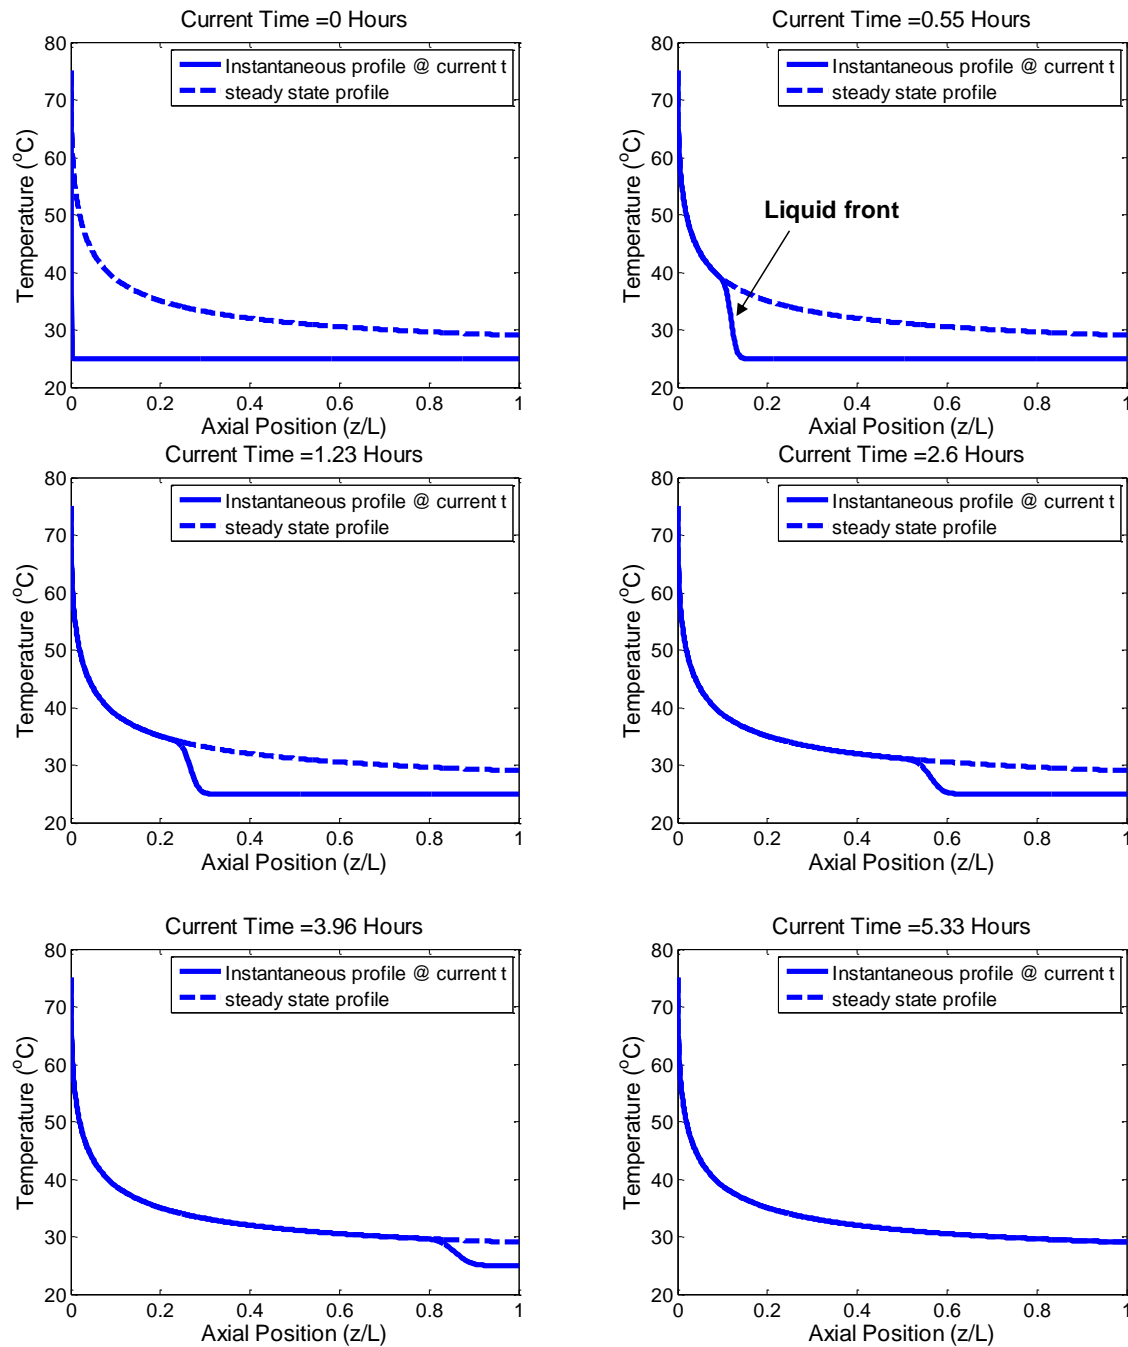 Current Time =0 Hours
80
70
60
50
40
30
20
Temperature (°C)
Instantaneous profile @ current t
steady state profile
0 0.2 0.4 0.6 0.8 1
Axial Position (z/L)
Current Time =0.55 Hours
80
70
60
50
40
30
20
Temperature (°C)
Instantaneous profile @ current t
steady state profile
Liquid front
0 0.2 0.4 0.6 0.8 1
Axial Position (z/L)
Current Time =1.23 Hours
80
70
60
50
40
30
20
Temperature (°C)
Instantaneous profile @ current t
steady state profile
0 0.2 0.4 0.6 0.8 1
Axial Position (z/L)
Current Time =2.6 Hours
80
70
60
50
40
30
20
Temperature (°C)
Instantaneous profile @ current t
steady state profile
0 0.2 0.4 0.6 0.8 1
Axial Position (z/L)
Current Time =3.96 Hours
80
70
60
50
40
30
20
Temperature (°C)
Instantaneous profile @ current t
steady state profile
0 0.2 0.4 0.6 0.8 1
Axial Position (z/L)
Current Time =5.33 Hours
80
70
60
50
40
30
20
Temperature (°C)
Instantaneous profile @ current t
steady state profile
0 0.2 0.4 0.6 0.8 1
Axial Position (z/L)